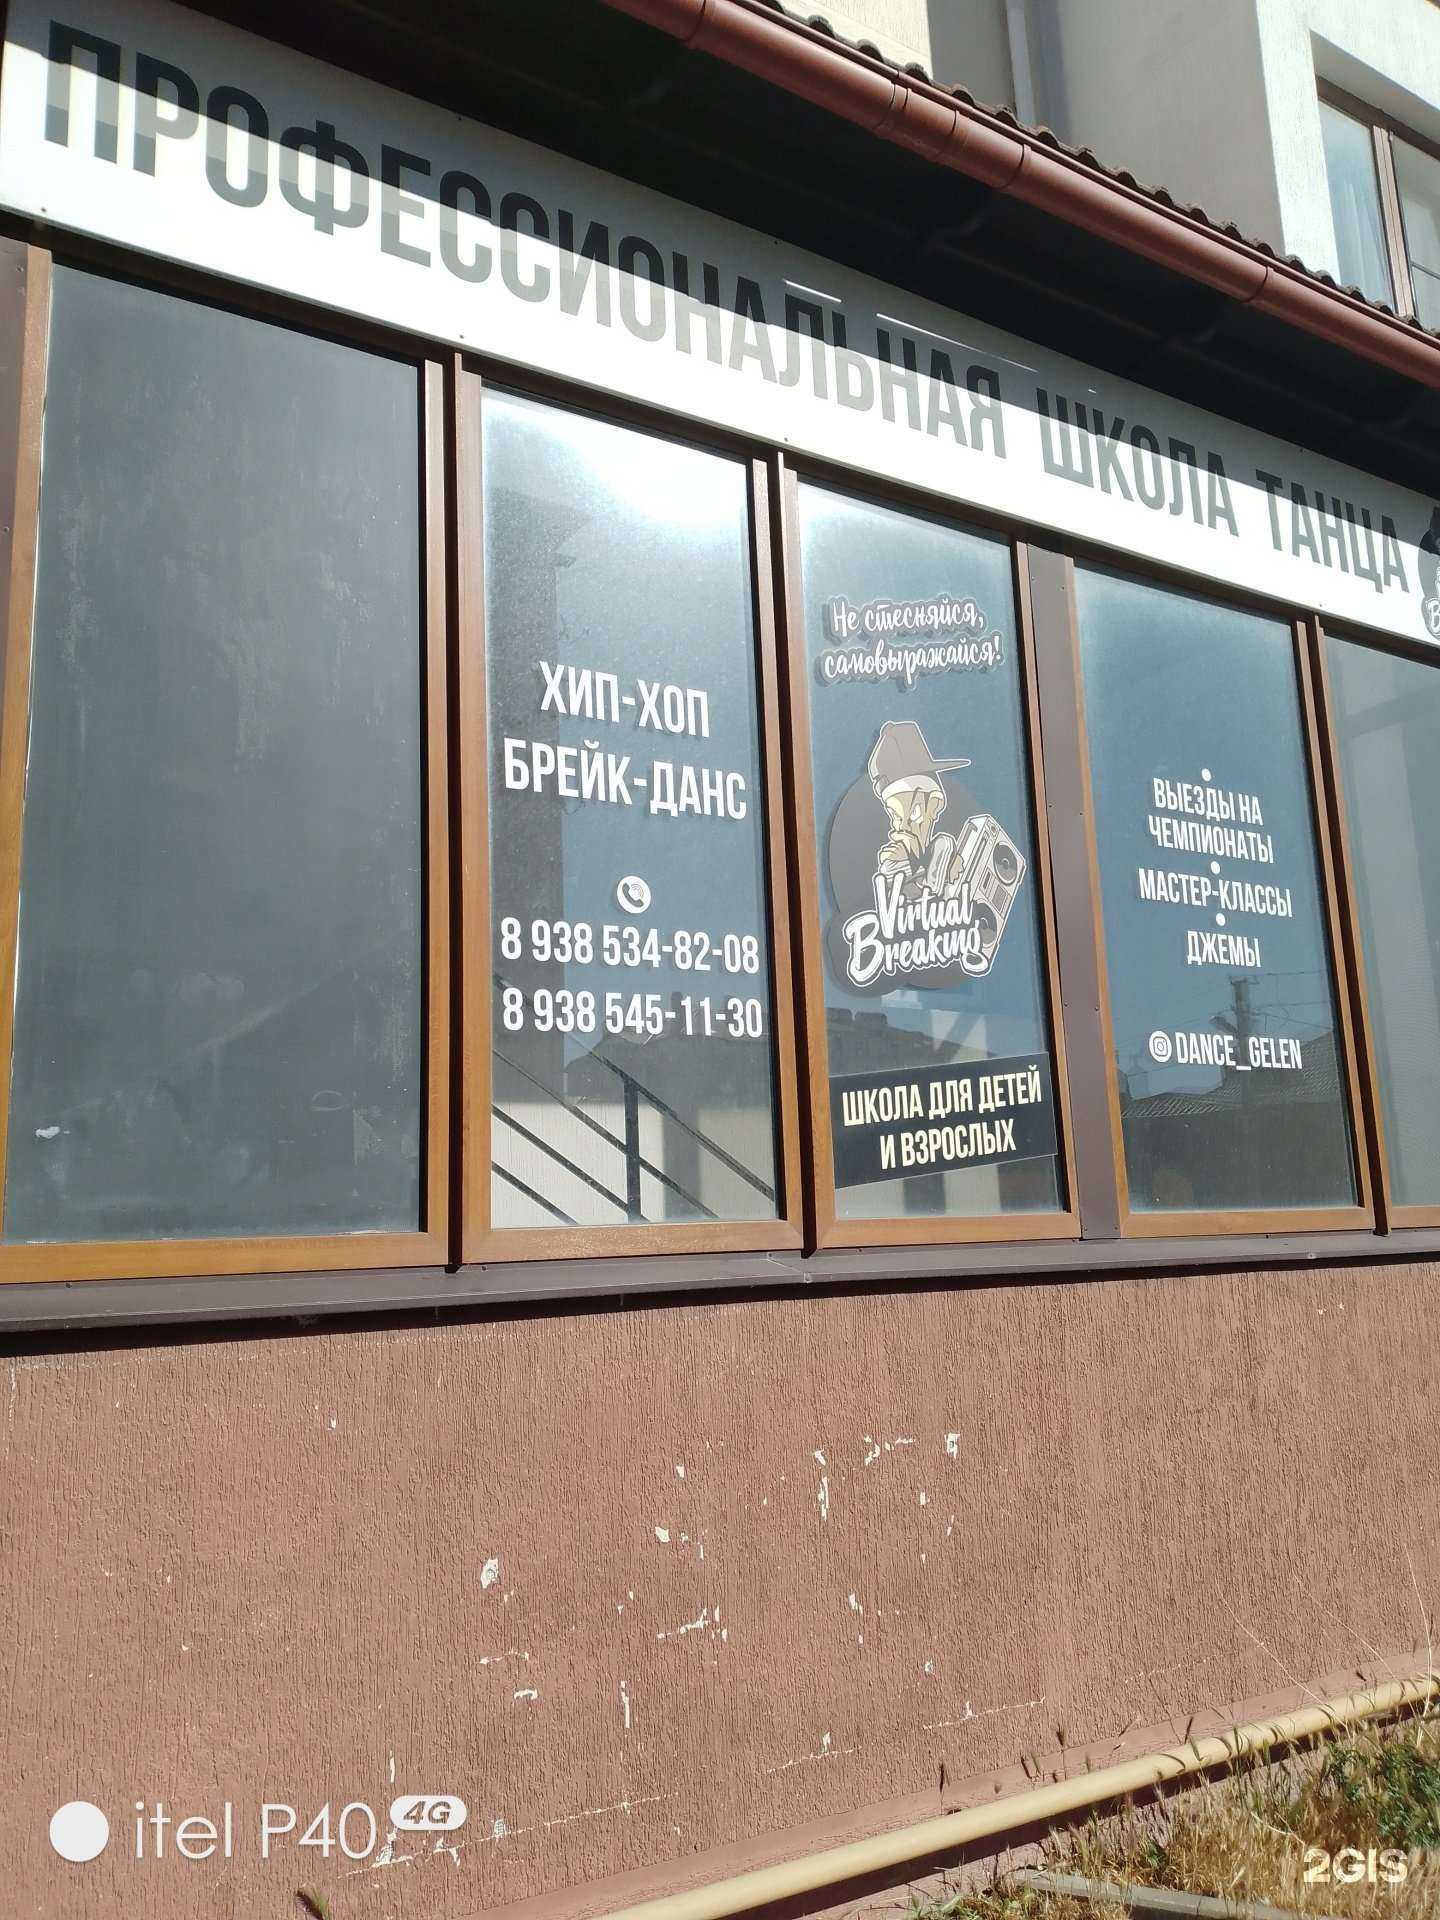 ПРОФЕССИОНАЛЬНАЯ ШКОЛА ТАНЦА
ХИП-ХОП
БРЕЙК-ДАНС
8 938 534-82-08
8 938 545-11-30
Не стесняйся,
самовыражайся!
Virtual
Breaking
ШКОЛА ДЛЯ ДЕТЕЙ
И ВЗРОСЛЫХ
ВЫЕЗДЫ НА
ЧЕМПИОНАТЫ
МАСТЕР-КЛАССЫ
ДЖЕМЫ
DANCE_GELEN
itel P40 4G
2GIS